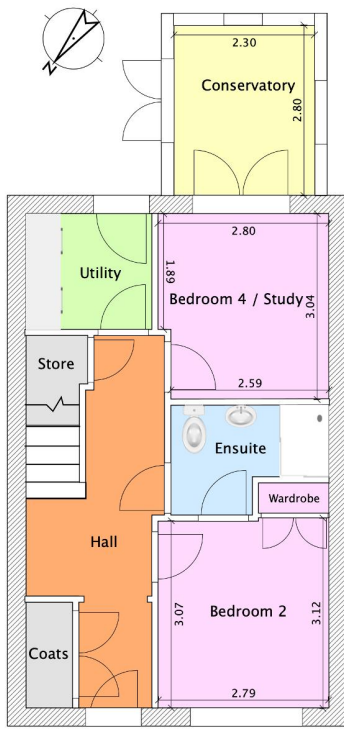 N
2.30
Conservatory
2.80
2.80
Utility
1.89
Bedroom 4 / Study
3.04
Store
2.59
Ensuite
Wardrobe
Hall
3.07
Bedroom 2
3.12
Coats
2.79